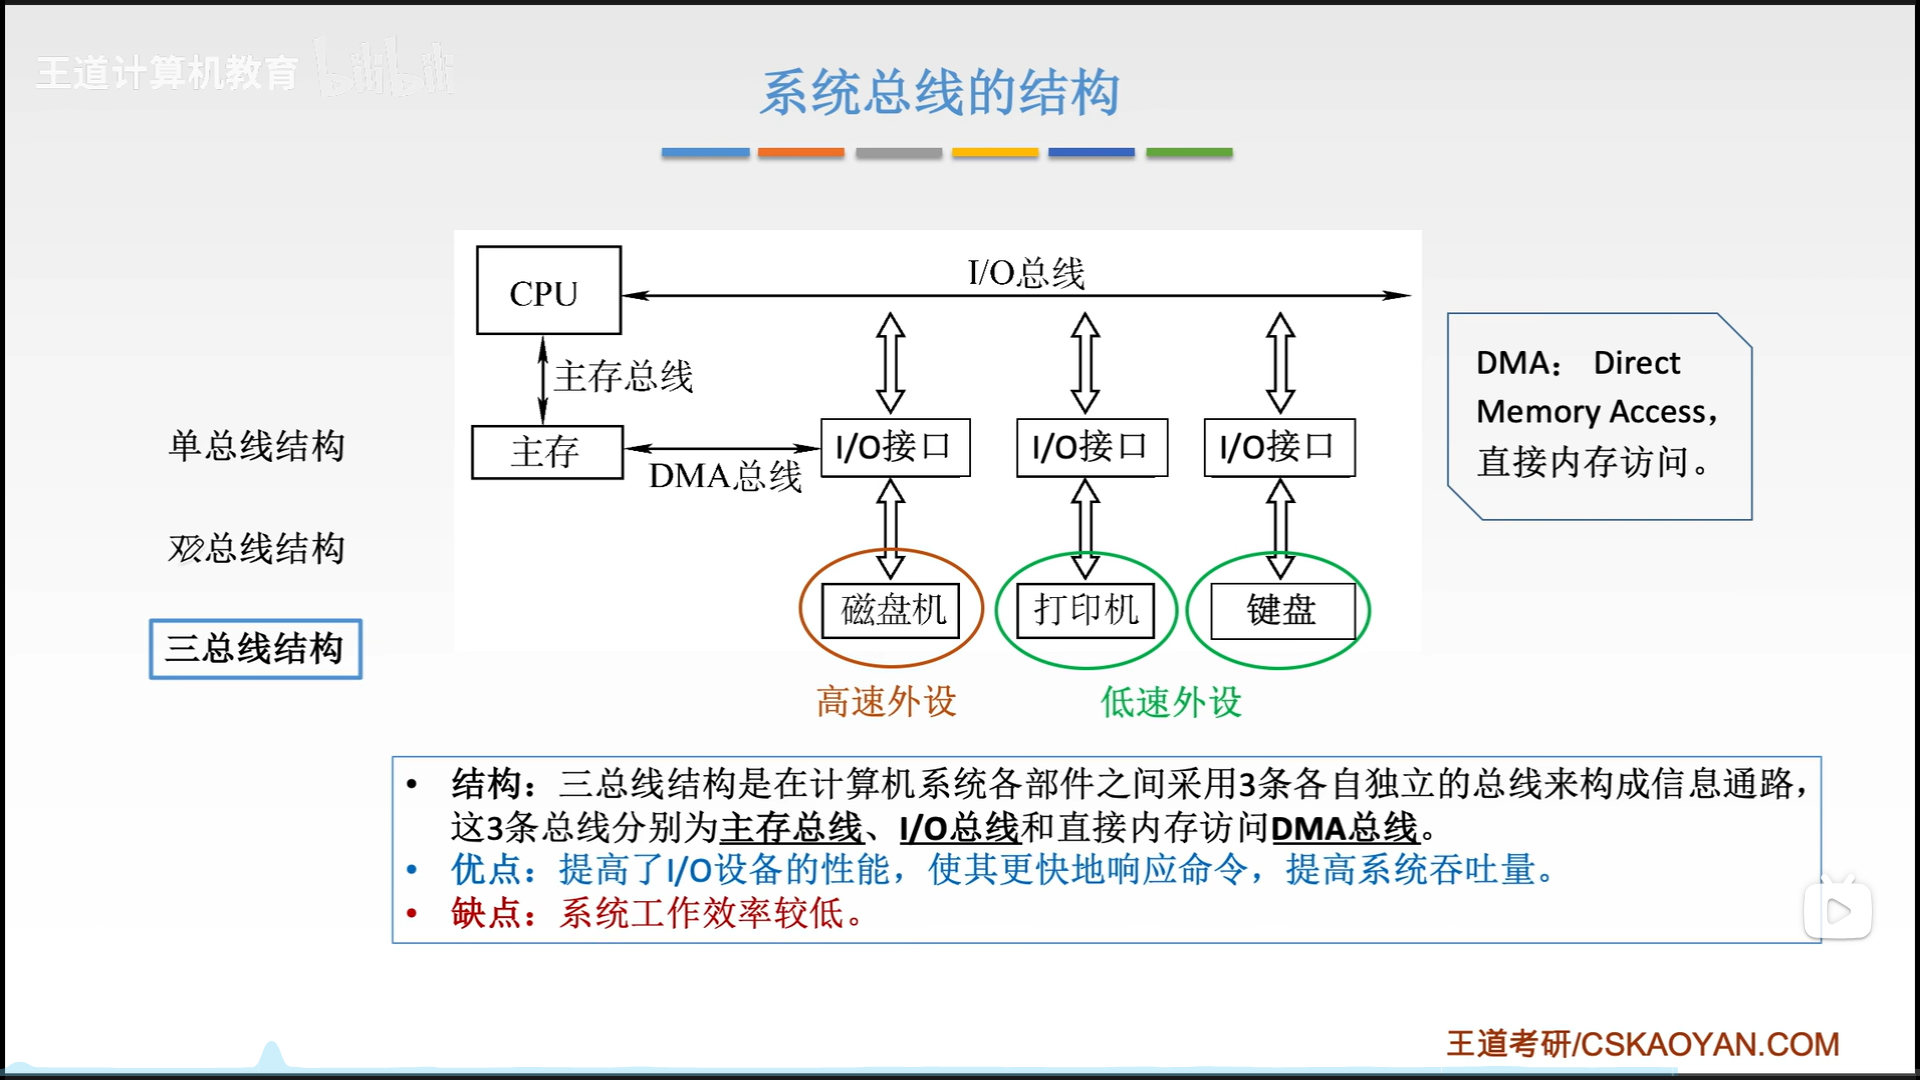 王道计算机教育 bilibili
系统总线的结构
CPU
I/O总线
主存总线
主存
DMA总线
I/O接口
I/O接口
I/O接口
磁盘机
打印机
键盘
高速外设
低速外设
DMA： Direct
Memory Access，
直接内存访问。
单总线结构
双总线结构
三总线结构
• 结构：三总线结构是在计算机系统各部件之间采用3条各自独立的总线来构成信息通路，
这3条总线分别为主存总线、I/O总线和直接内存访问DMA总线。
• 优点：提高了I/O设备的性能，使其更快地响应命令，提高系统吞吐量。
• 缺点：系统工作效率较低。
王道考研/CSKAOYAN.COM